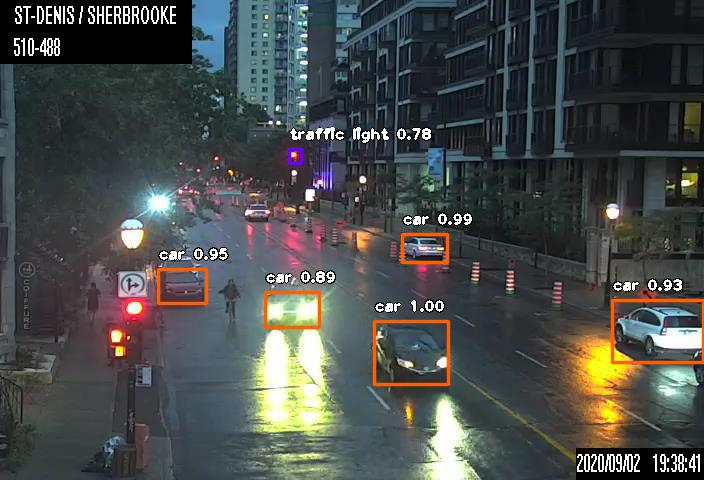 ST-DENIS / SHERBROOKE
510-488
traffic light 0.78
car 0.99
car 0.95
car 0.89
car 0.93
car 1.00
COIFFURE
2020/09/02 19:38:41